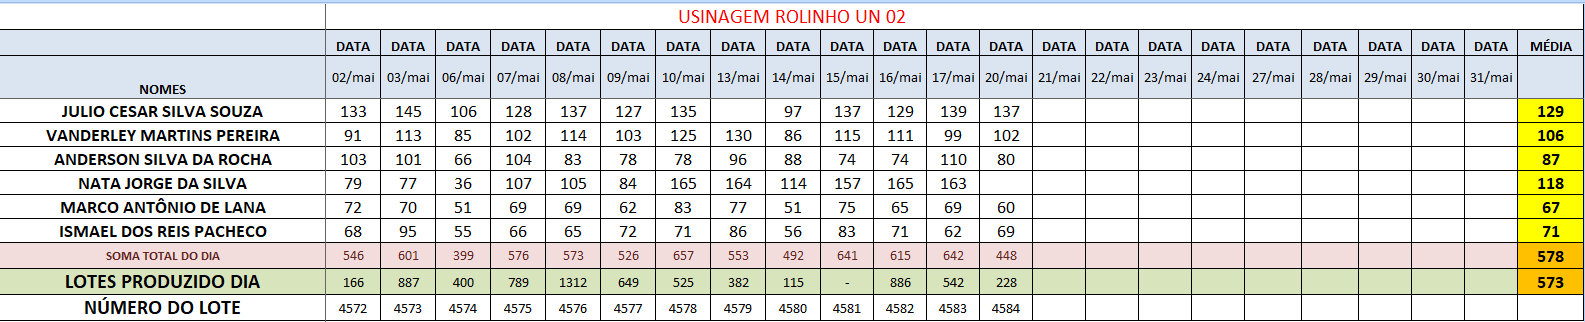 USINAGEM ROLINHO UN 02
DATA DATA DATA DATA DATA DATA DATA DATA DATA DATA DATA DATA DATA DATA DATA DATA DATA DATA DATA DATA DATA DATA MÉDIA
NOMES 02/mai 03/mai 06/mai 07/mai 08/mai 09/mai 10/mai 13/mai 14/mai 15/mai 16/mai 17/mai 20/mai 21/mai 22/mai 23/mai 24/mai 27/mai 28/mai 29/mai 30/mai 31/mai
JULIO CESAR SILVA SOUZA 133 145 106 128 137 127 135 97 137 129 139 137 129
VANDERLEY MARTINS PEREIRA 91 113 85 102 114 103 125 130 86 115 111 99 102 106
ANDERSON SILVA DA ROCHA 103 101 66 104 83 78 78 96 88 74 74 110 80 87
NATA JORGE DA SILVA 79 77 36 107 105 84 165 164 114 157 165 163 118
MARCO ANTÔNIO DE LANA 72 70 51 69 69 62 83 77 51 75 65 69 60 67
ISMAEL DOS REIS PACHECO 68 95 55 66 65 72 71 86 56 83 71 62 69 71
SOMA TOTAL DO DIA 546 601 399 576 573 526 657 553 492 641 615 642 448 578
LOTES PRODUZIDO DIA 166 887 400 789 1312 649 525 382 115 - 886 542 228 573
NÚMERO DO LOTE 4572 4573 4574 4575 4576 4577 4578 4579 4580 4581 4582 4583 4584